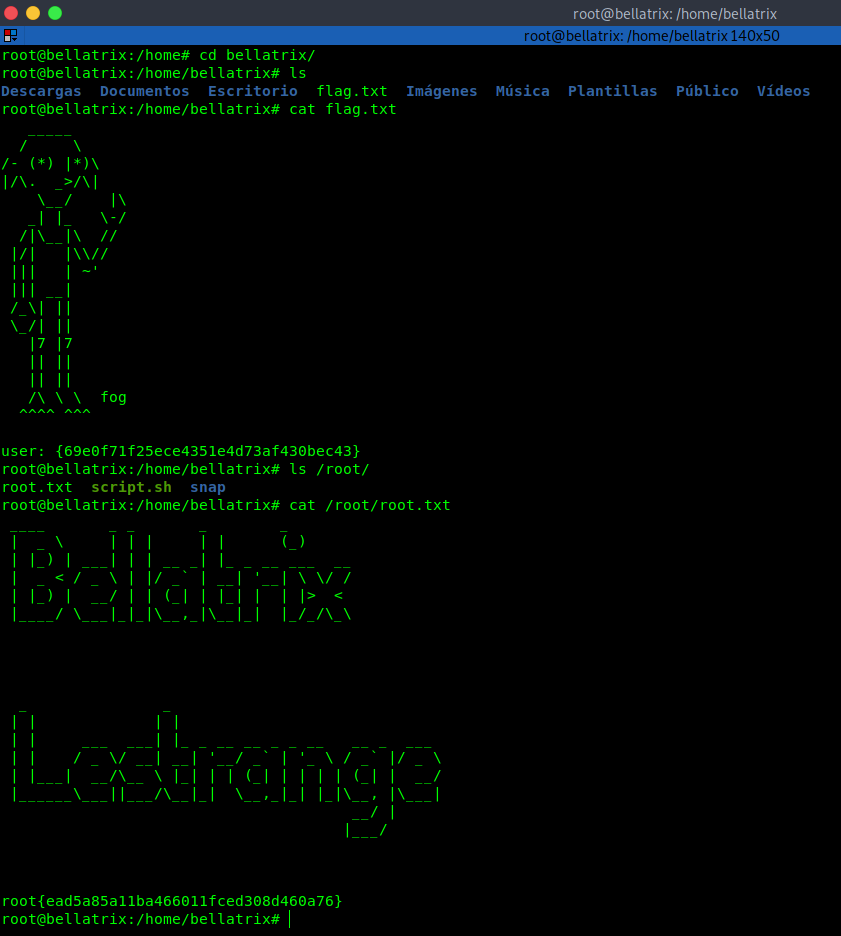 root@bellatrix: /home/bellatrix
root@bellatrix: /home/bellatrix 140x50
root@bellatrix:/home# cd bellatrix/
root@bellatrix:/home/bellatrix# ls
Descargas  Documentos  Escritorio  flag.txt  Imágenes  Música  Plantillas  Público  Vídeos
root@bellatrix:/home/bellatrix# cat flag.txt
fog
user: {69e0f71f25ece4351e4d73af430bec43}
root@bellatrix:/home/bellatrix# ls /root/
root.txt  script.sh  snap
root@bellatrix:/home/bellatrix# cat /root/root.txt
Bellatrix
Lestrange
root{ead5a85a11ba466011fced308d460a76}
root@bellatrix:/home/bellatrix#